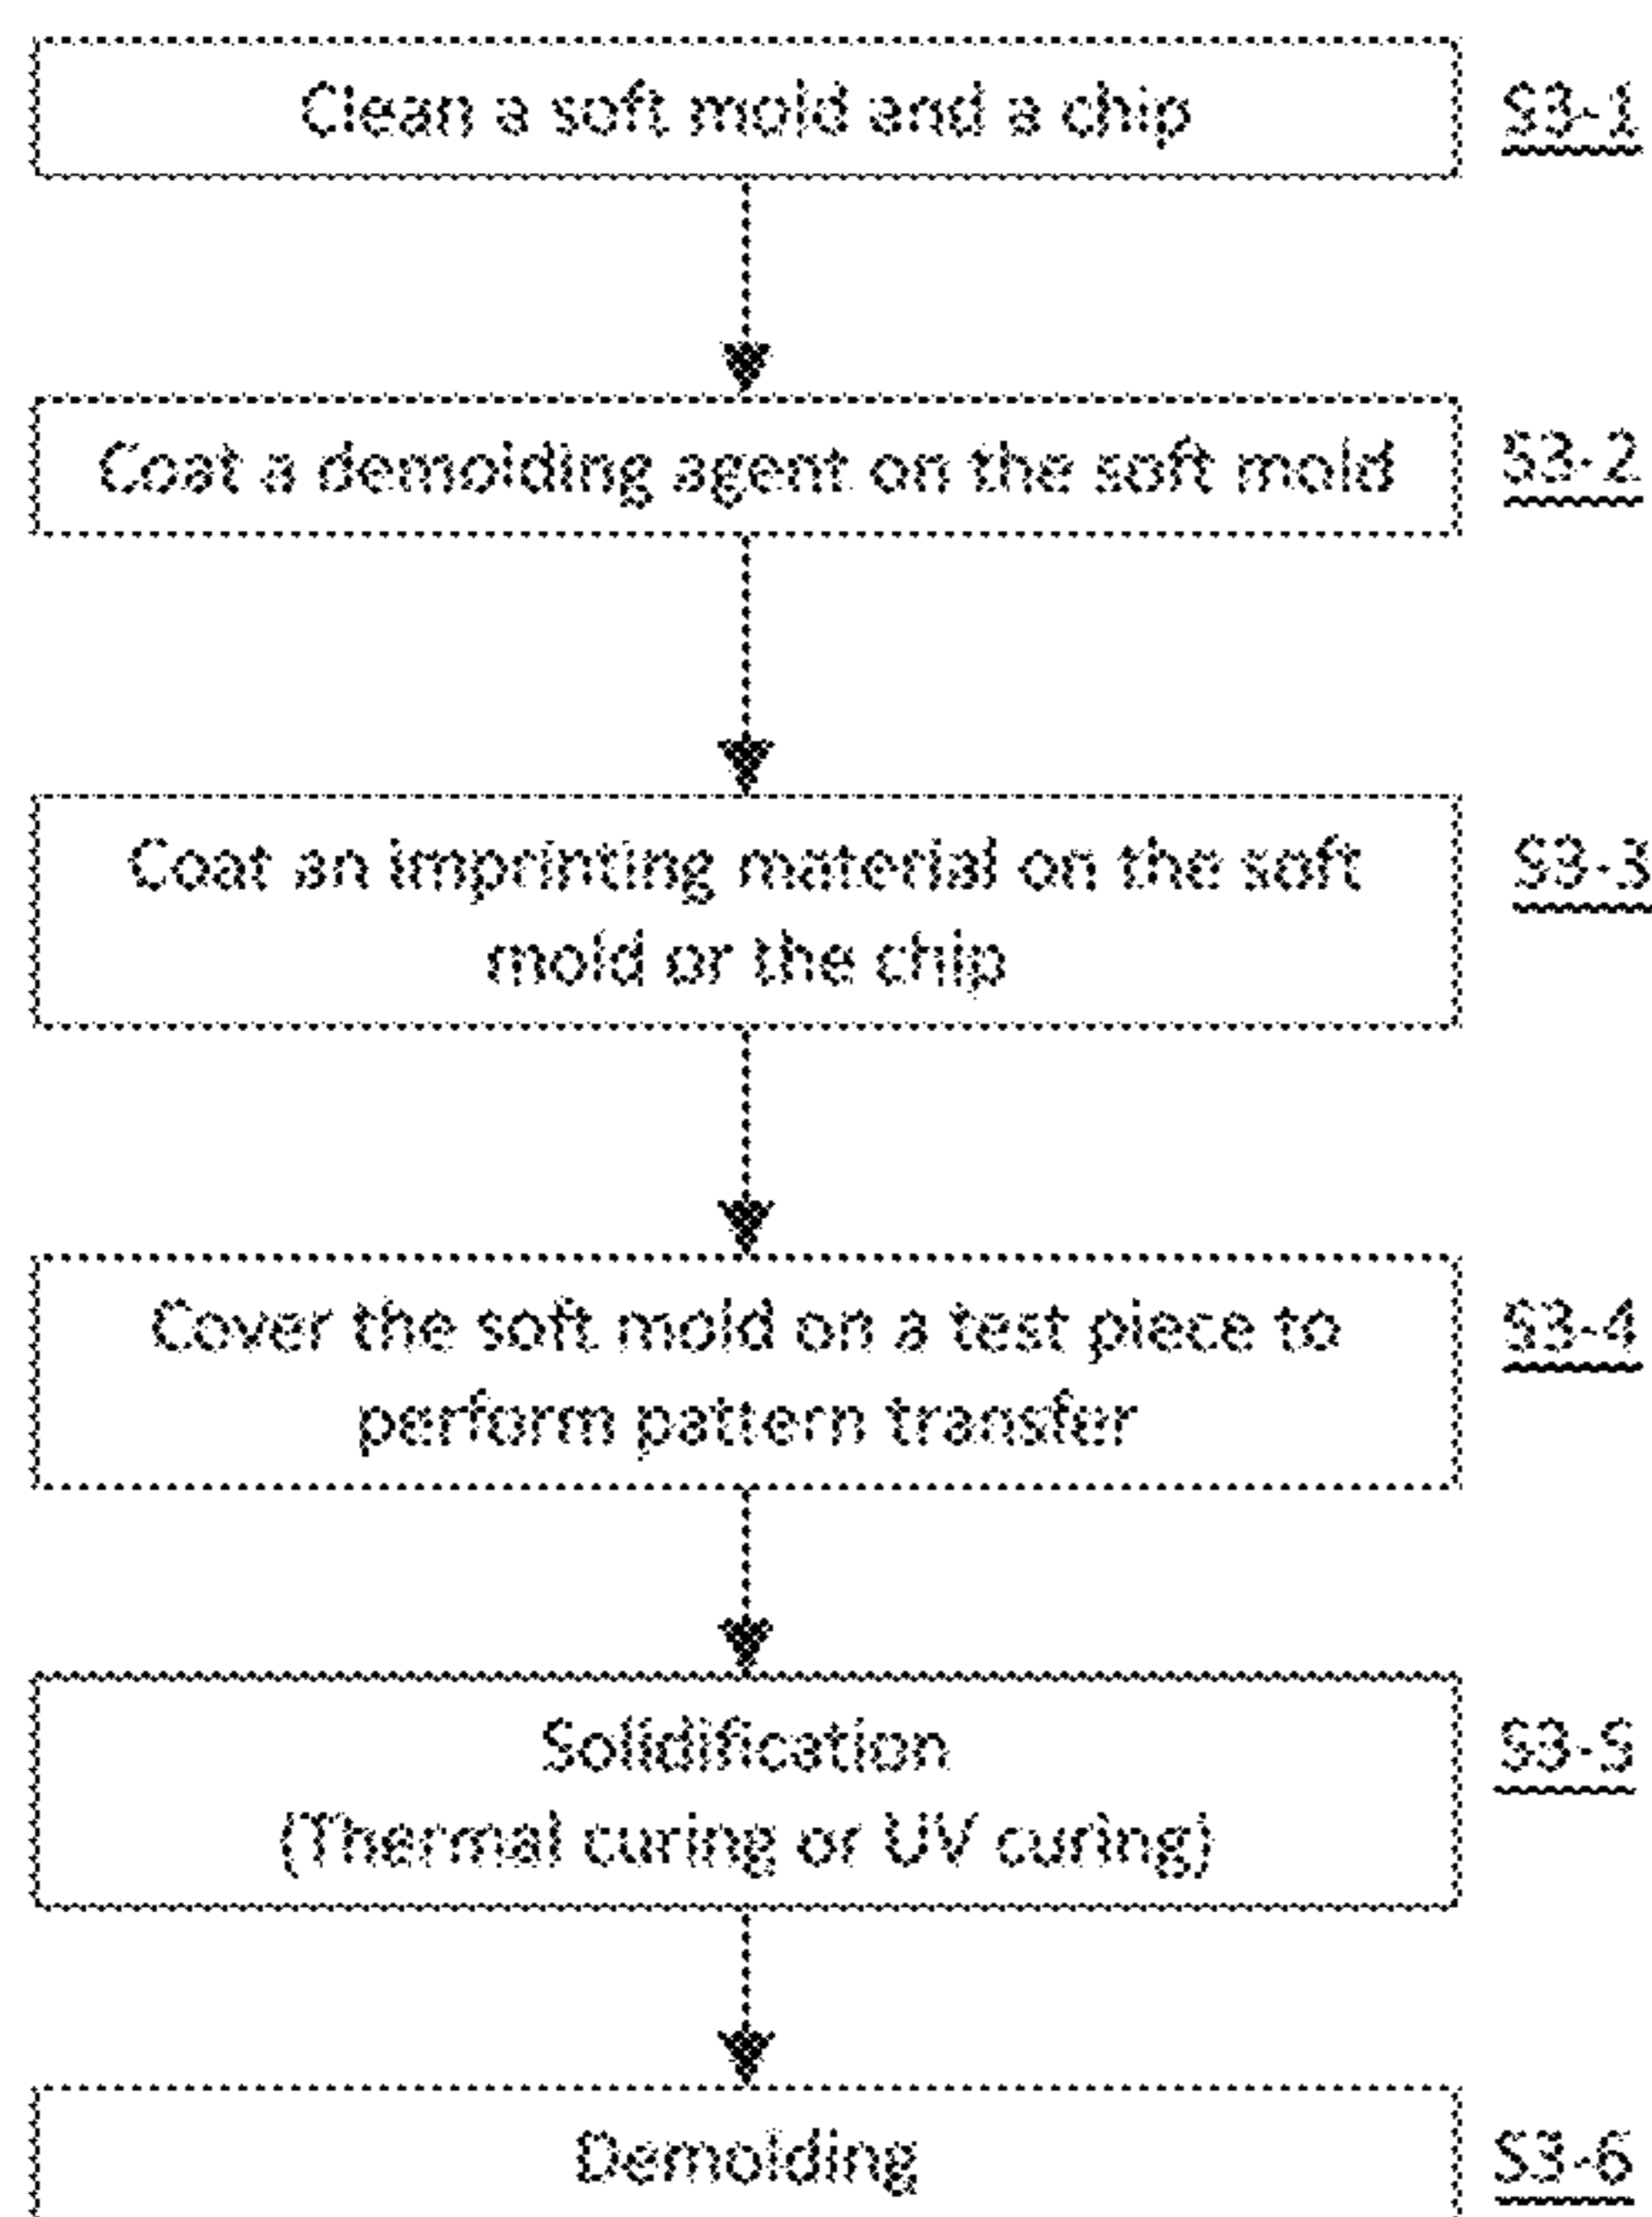 Clean a soft mold and a chip
S3-1
Coat a demolding agent on the soft mold
S3-2
Coat an imprinting material on the soft
mold or the chip
S3-3
Cover the soft mold on a test piece to
perform pattern transfer
S3-4
Solidification
(Thermal curing or UV curing)
S3-5
Demolding
S3-6